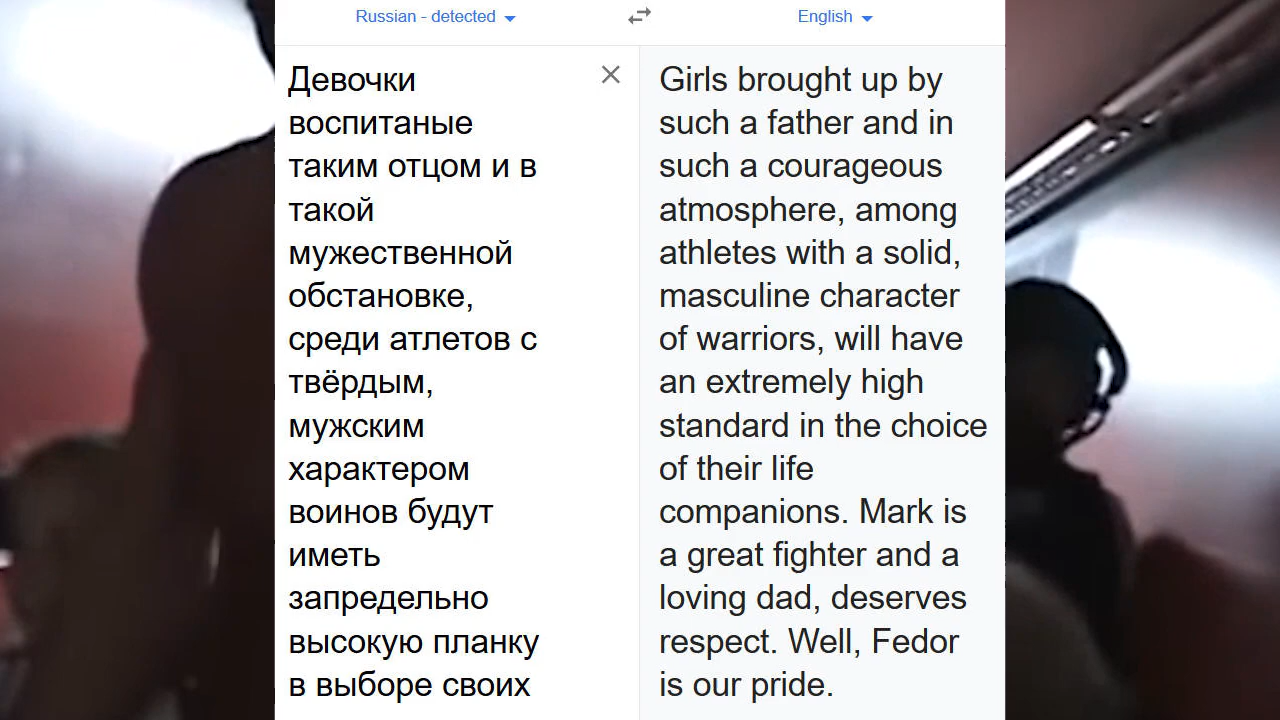 Russian - detected
English
Девочки
воспитаные
таким отцом и в
такой
мужественной
обстановке,
среди атлетов с
твёрдым,
мужским
характером
воинов будут
иметь
запредельно
высокую планку
в выборе своих
Girls brought up by
such a father and in
such a courageous
atmosphere, among
athletes with a solid,
masculine character
of warriors, will have
an extremely high
standard in the choice
of their life
companions. Mark is
a great fighter and a
loving dad, deserves
respect. Well, Fedor
is our pride.